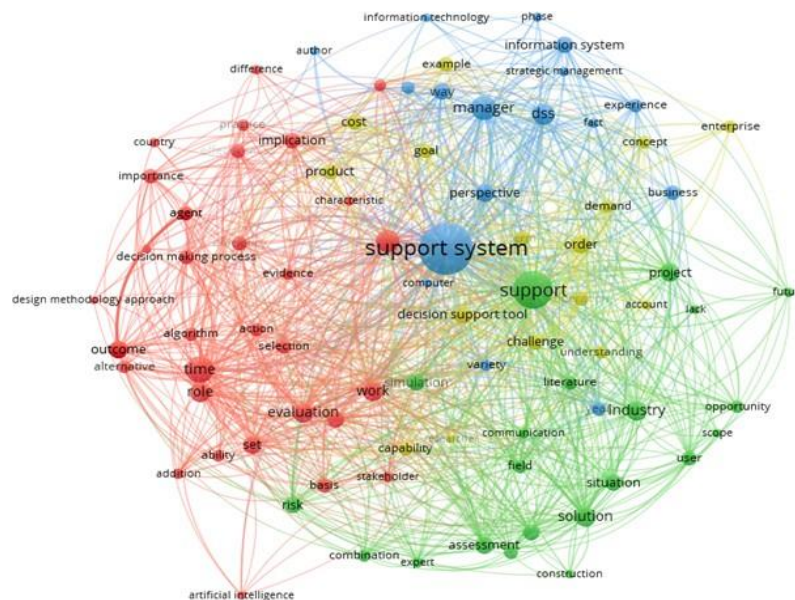 information technology
phase
author
information system
example
strategic management
difference
way
manager
dss
experience
practice
cost
fact
enterprise
country
implication
goal
concept
importance
product
perspective
business
agent
characteristic
demand
support system
order
decision making process
evidence
computer
project
support
design methodology approach
account
lack
future
decision support tool
action
algorithm
challenge
outcome
selection
understanding
alternative
time
variety
role
work
simulation
literature
evaluation
industry
opportunity
set
communication
scope
ability
capability
field
user
addition
basis
stakeholder
situation
risk
solution
assessment
combination
expert
construction
artificial intelligence